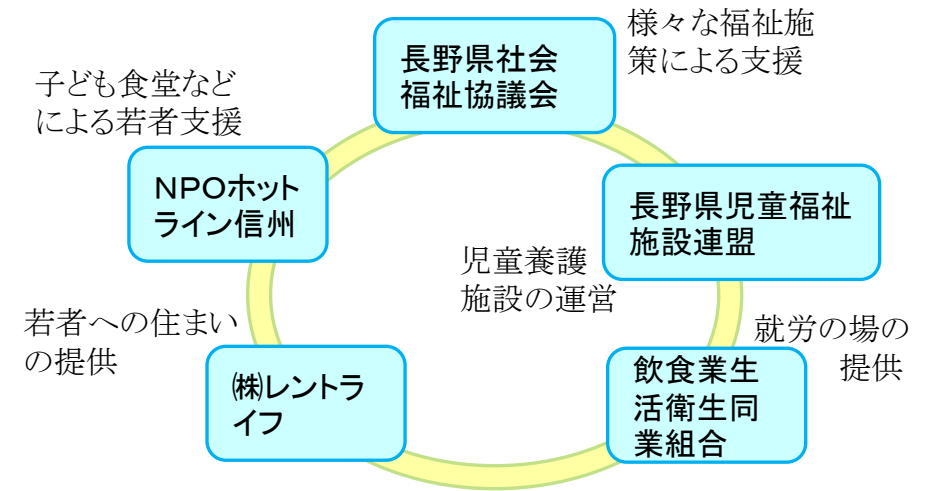 長野県社会
福祉協議会
様々な福祉施
策による支援
子ども食堂など
による若者支援
NPOホット
ライン信州
長野県児童福祉
施設連盟
児童養護
施設の運営
若者への住まい
の提供
㈱レントラ
イフ
就労の場の
提供
飲食業生
活衛生同
業組合